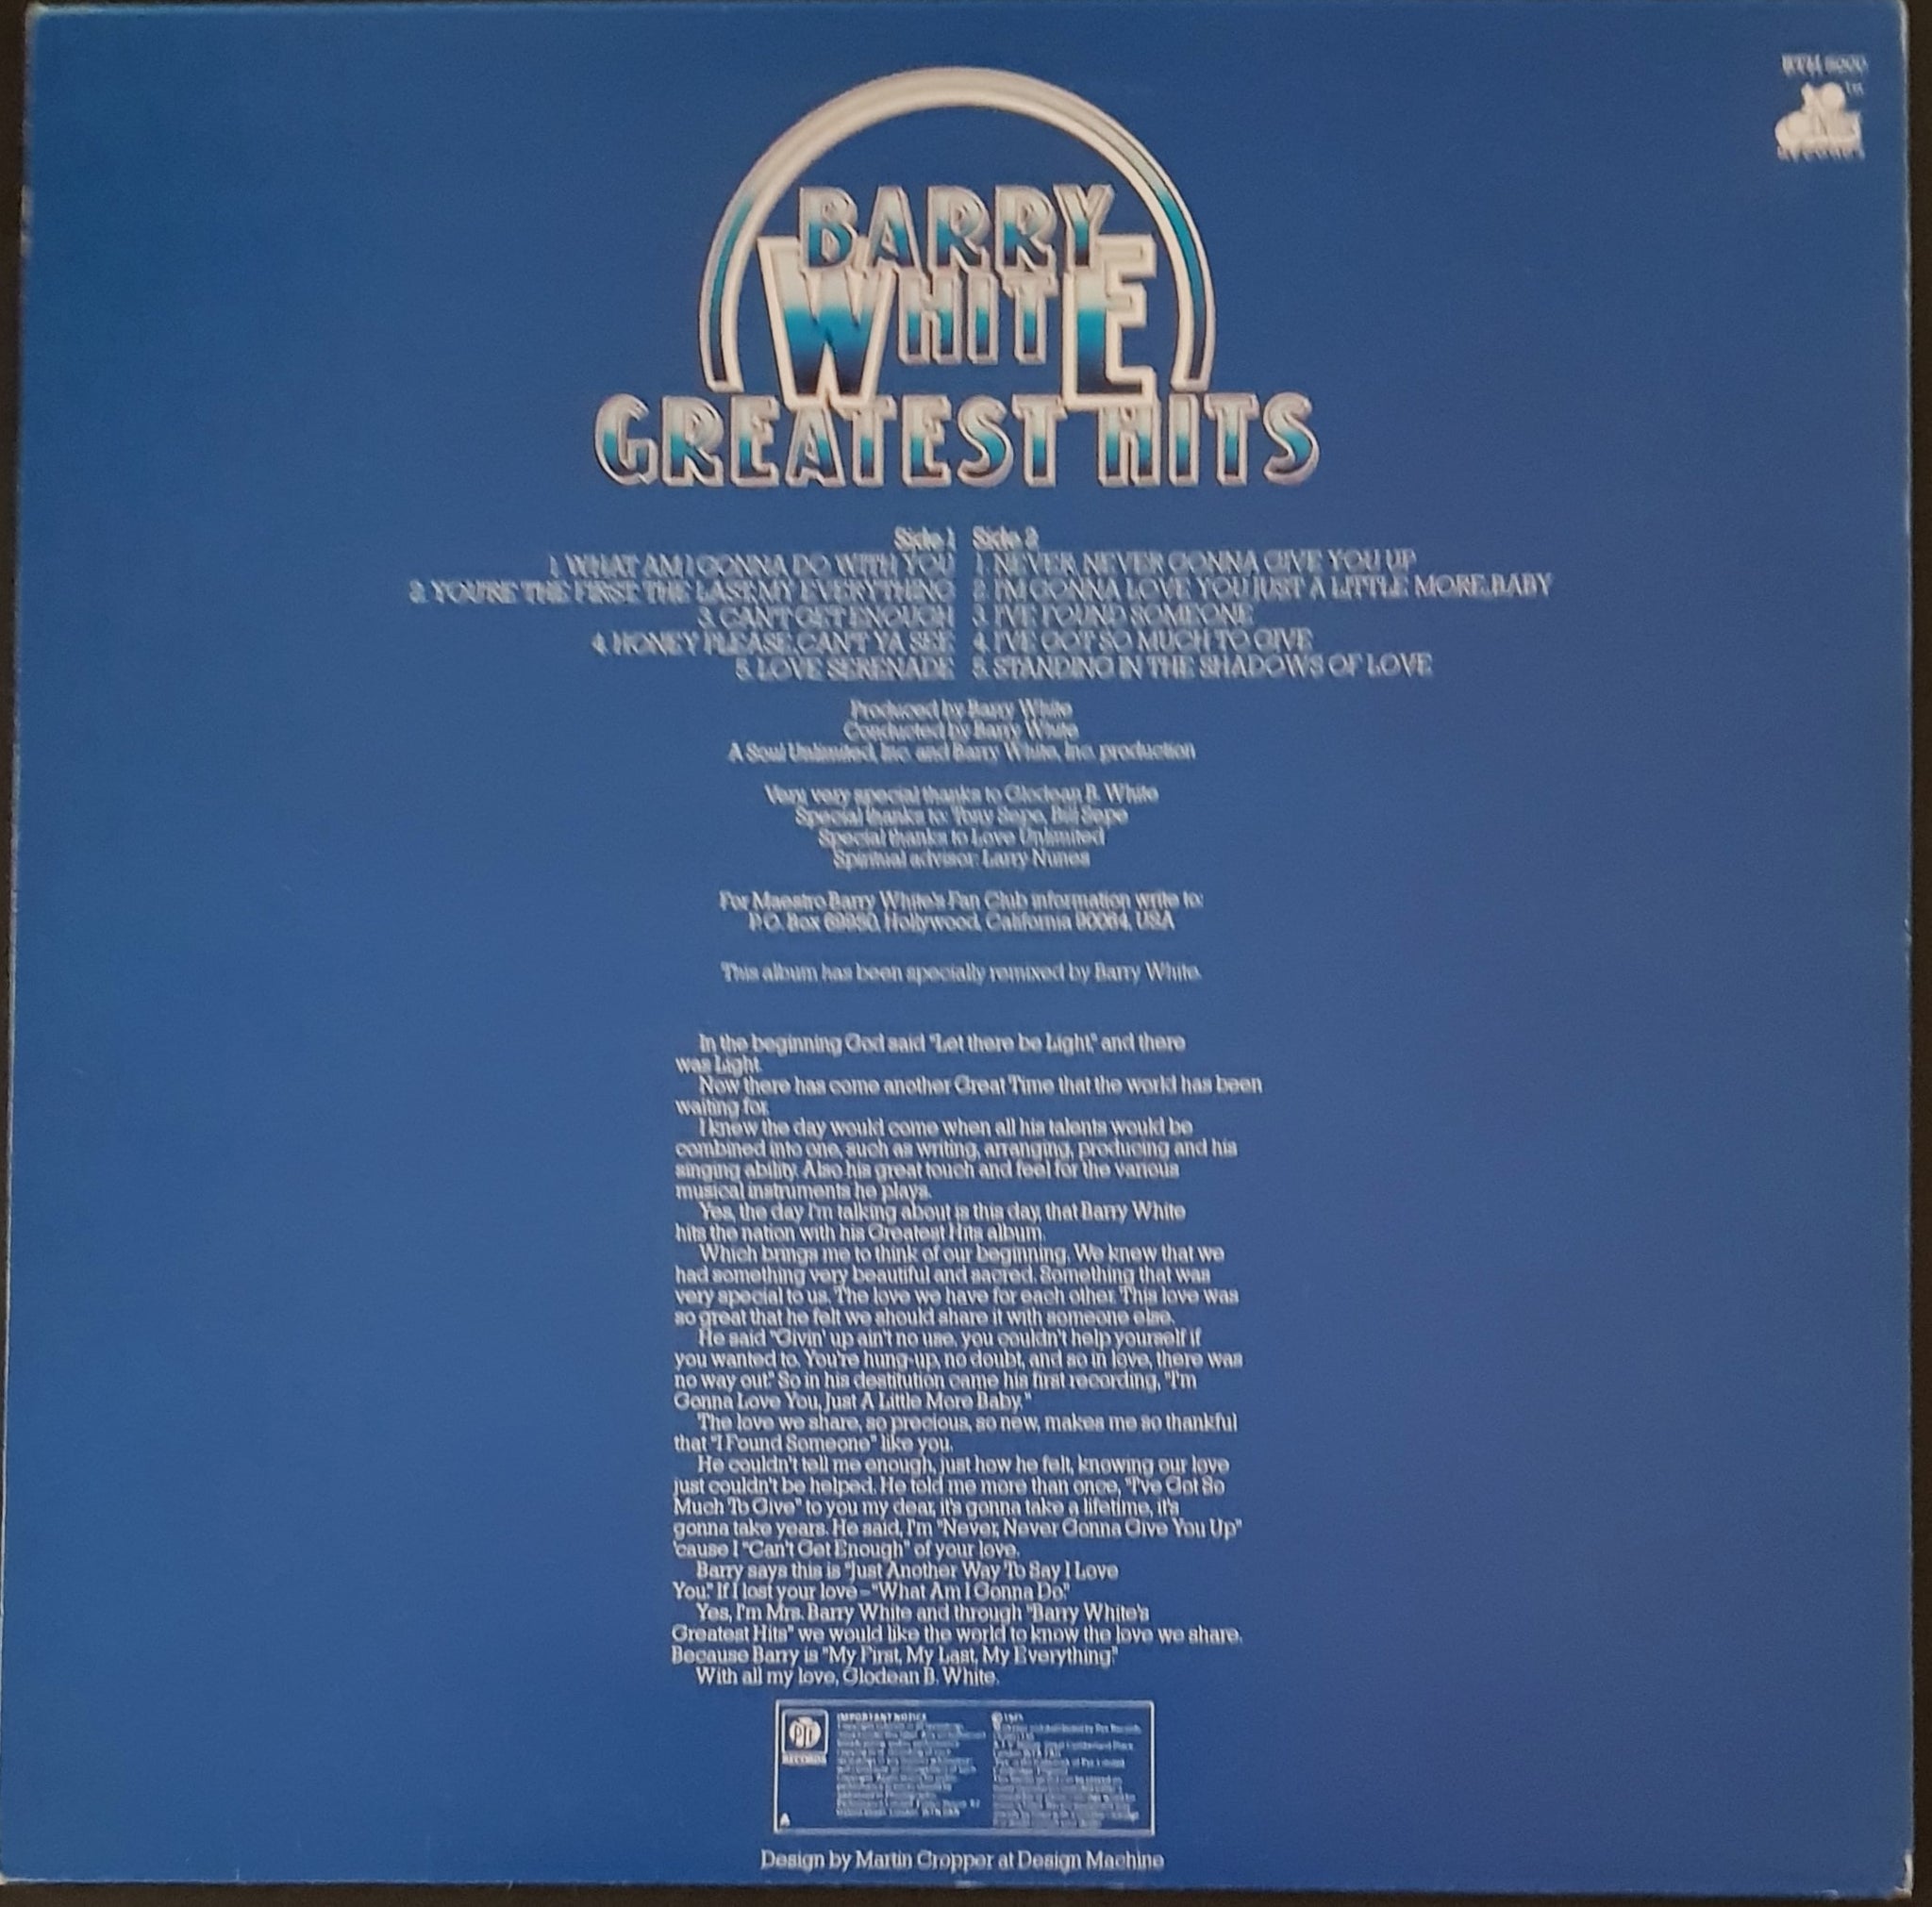 BTH 8000
BARRY
WHITE
GREATEST HITS
Side 1
1. WHAT AM I GONNA DO WITH YOU
2. YOU'RE THE FIRST, THE LAST, MY EVERYTHING
3. CAN'T GET ENOUGH
4. HONEY PLEASE, CAN'T YA SEE
5. LOVE SERENADE
Side 2
1. NEVER, NEVER GONNA GIVE YOU UP
2. I'M GONNA LOVE YOU JUST A LITTLE MORE, BABY
3. I'VE FOUND SOMEONE
4. I'VE GOT SO MUCH TO GIVE
5. STANDING IN THE SHADOWS OF LOVE
Produced by Barry White
Conducted by Barry White
A Soul Unlimited, Inc. and Barry White, Inc. production
Very, very special thanks to Glodean B. White
Special thanks to: Tony Sepe, Bill Sepe
Special thanks to Love Unlimited
Spiritual advisor: Larry Nunes
For Maestro Barry White's Fan Club information write to:
P.O. Box Hollywood, California USA
This album has been specially remixed by Barry White.
In the beginning God said "Let there be Light," and there
was Light.
Now there has come another Great Time that the world has been
waiting for.
I knew the day would come when all his talents would be
combined into one, such as writing, arranging, producing and his
singing ability. Also his great touch and feel for the various
musical instruments he plays.
Yes, the day I'm talking about is this day, that Barry White
hits the nation with his Greatest Hits album.
Which brings me to think of our beginning. We knew that we
had something very beautiful and sacred. Something that was
very special to us. The love we have for each other. This love was
so great that he felt we should share it with someone else.
He said "Givin' up ain't no use, you couldn't help yourself if
you wanted to. You're hung-up, no doubt, and so in love, there was
no way out." So in his destitution came his first recording, "I'm
Gonna Love You, Just A Little More Baby."
The love we share, so precious, so new, makes me so thankful
that "I Found Someone" like you.
He couldn't tell me enough, just how he felt, knowing our love
just couldn't be helped. He told me more than once, "I've Got So
Much To Give" to you my dear, it's gonna take a lifetime, it's
gonna take years. He said, I'm "Never, Never Gonna Give You Up"
'cause I "Can't Get Enough" of your love.
Barry says this is "Just Another Way To Say I Love
You." If I lost your love – "What Am I Gonna Do."
Yes, I'm Mrs. Barry White and through "Barry White's
Greatest Hits" we would like the world to know the love we share.
Because Barry is "My First, My Last, My Everything."
With all my love, Glodean B. White.
PYE
RECORDS
IMPORTANT NOTICE
A
Design by Martin Cropper at Design Machine